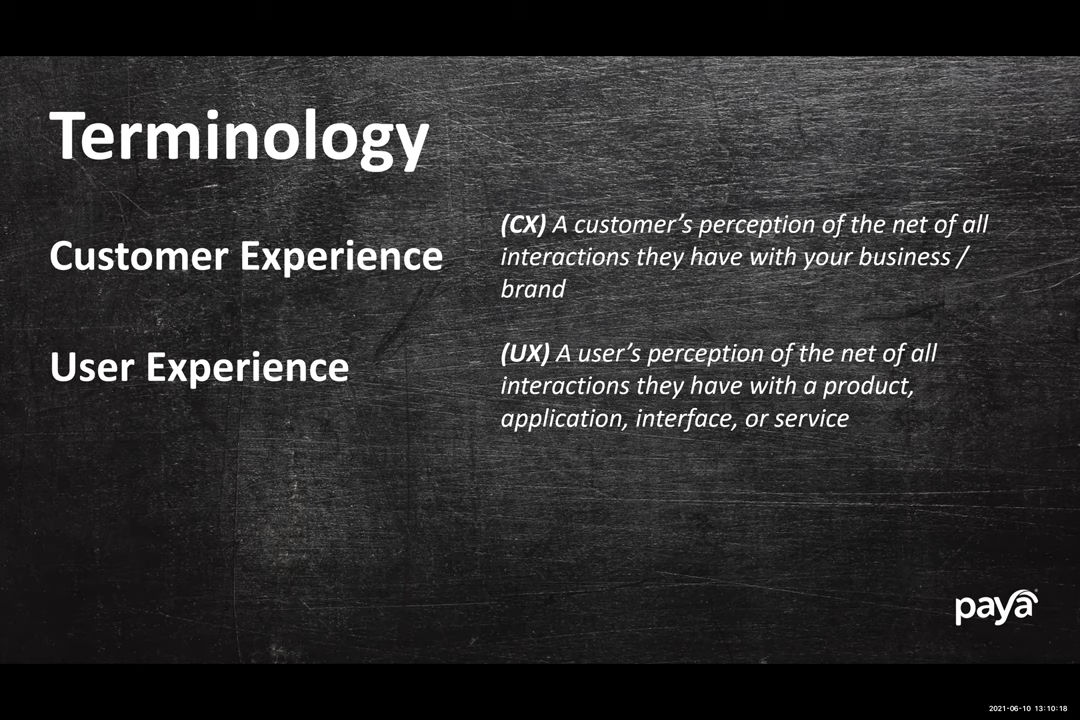 Terminology
Customer Experience
(CX) A customer’s perception of the net of all
interactions they have with your business /
brand
User Experience
(UX) A user’s perception of the net of all
interactions they have with a product,
application, interface, or service
paya
2021-06-10 13:10:18